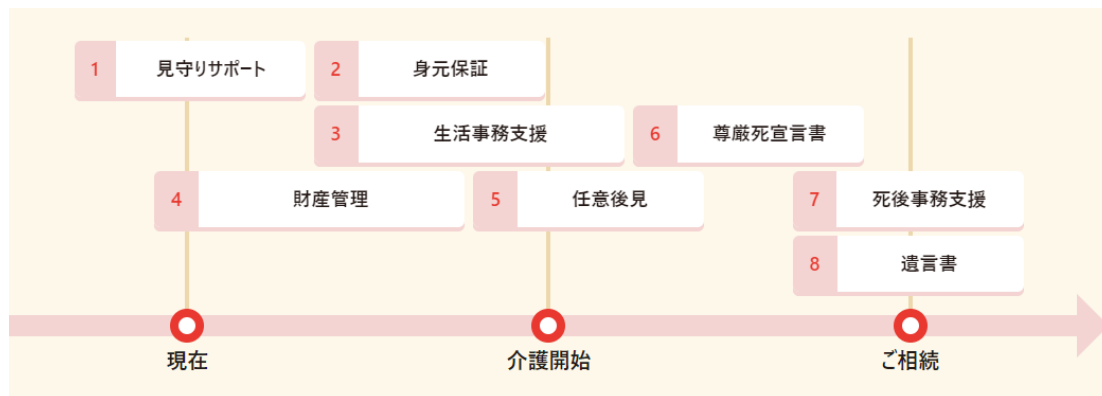 1 見守りサポート
2 身元保証
3 生活事務支援
6 尊厳死宣言書
4 財産管理
5 任意後見
7 死後事務支援
8 遺言書
現在
介護開始
ご相続